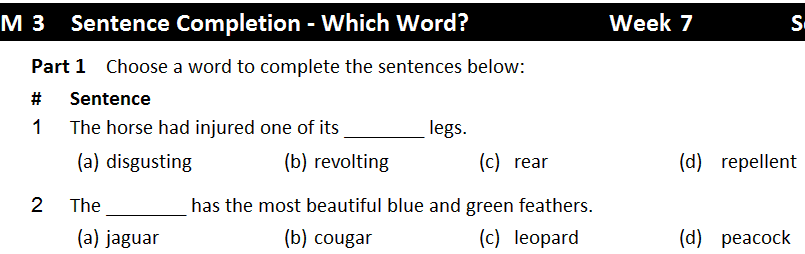 M 3 Sentence Completion - Which Word? Week 7 S
Part 1 Choose a word to complete the sentences below:
# Sentence
1 The horse had injured one of its ________ legs.
(a) disgusting (b) revolting (c) rear (d) repellent
2 The ________ has the most beautiful blue and green feathers.
(a) jaguar (b) cougar (c) leopard (d) peacock